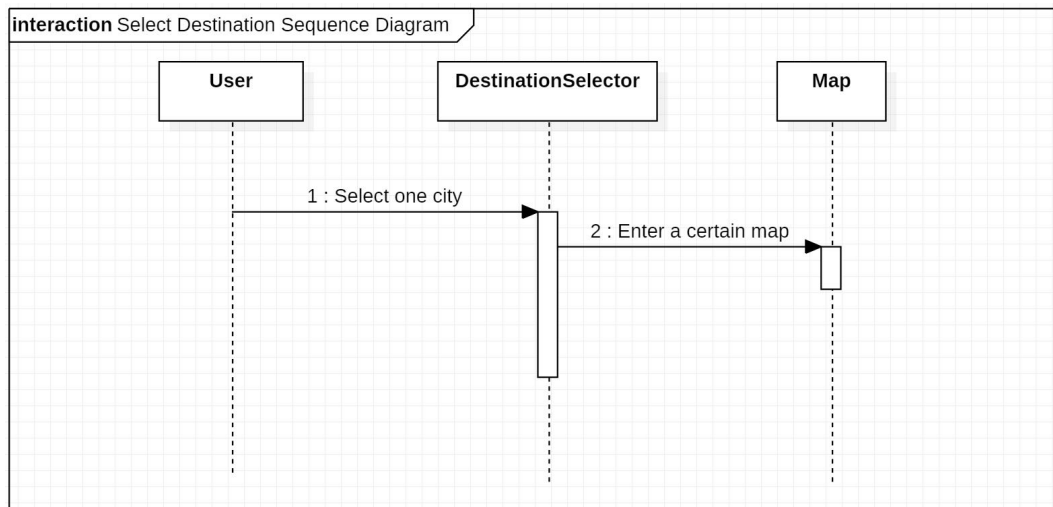 interaction Select Destination Sequence Diagram
User
DestinationSelector
Map
1 : Select one city
2 : Enter a certain map